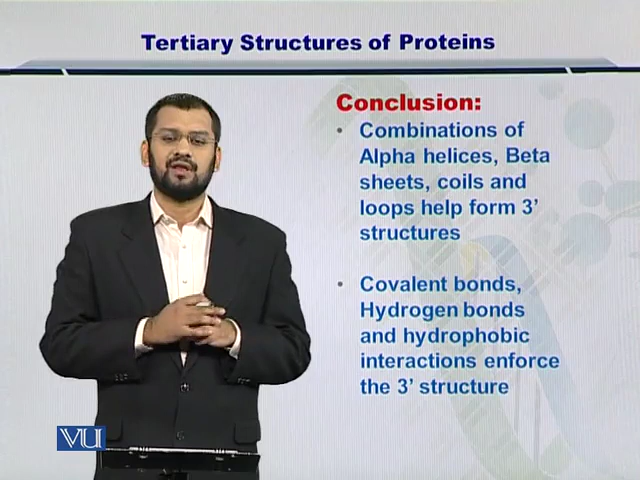 Tertiary Structures of Proteins
Conclusion:
• Combinations of
Alpha helices, Beta
sheets, coils and
loops help form 3’
structures
• Covalent bonds,
Hydrogen bonds
and hydrophobic
interactions enforce
the 3’ structure
VU